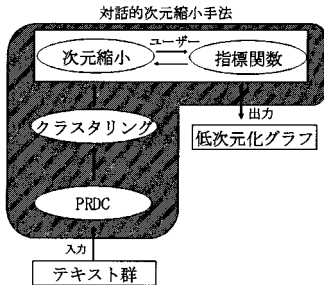 対話的次元縮小手法
ユーザー
次元縮小
指標関数
出力
クラスタリング
低次元化グラフ
PRDC
入力
テキスト群